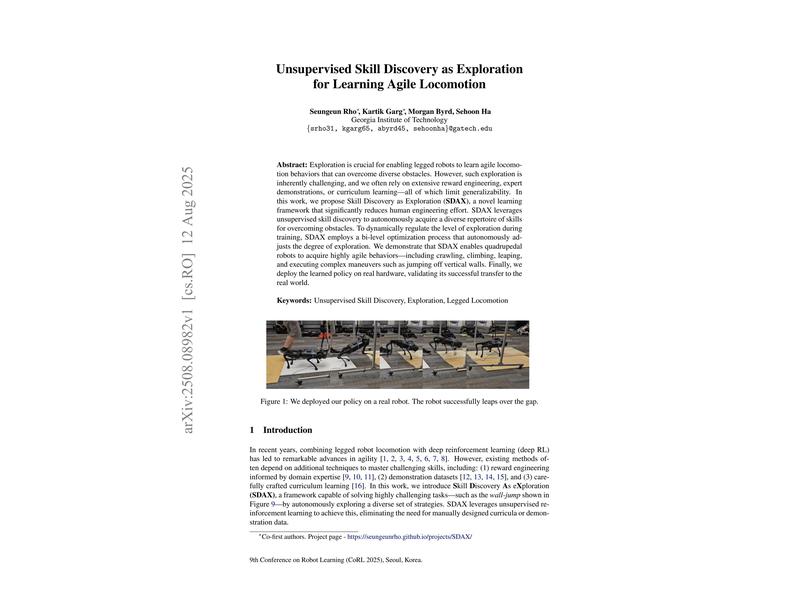 Unsupervised Skill Discovery as Exploration
for Learning Agile Locomotion
Seungeun Rho*, Kartik Garg*, Morgan Byrd, Sehoon Ha
Georgia Institute of Technology
{srho31, kgarg65, abyrd45, sehoonha}@gatech.edu
Abstract: Exploration is crucial for enabling legged robots to learn agile locomo-
tion behaviors that can overcome diverse obstacles. However, such exploration is
inherently challenging, and we often rely on extensive reward engineering, expert
demonstrations, or curriculum learning—all of which limit generalizability. In
this work, we propose Skill Discovery as Exploration (SDAX), a novel learning
framework that significantly reduces human engineering effort. SDAX leverages
unsupervised skill discovery to autonomously acquire a diverse repertoire of skills
for overcoming obstacles. To dynamically regulate the level of exploration during
training, SDAX employs a bi-level optimization process that autonomously ad-
justs the degree of exploration. We demonstrate that SDAX enables quadrupedal
robots to acquire highly agile behaviors—including crawling, climbing, leaping,
and executing complex maneuvers such as jumping off vertical walls. Finally, we
deploy the learned policy on real hardware, validating its successful transfer to the
real world.
Keywords: Unsupervised Skill Discovery, Exploration, Legged Locomotion
Figure 1: We deployed our policy on a real robot. The robot successfully leaps over the gap.
1 Introduction
In recent years, combining legged robot locomotion with deep reinforcement learning (deep RL)
has led to remarkable advances in agility [1, 2, 3, 4, 5, 6, 7, 8]. However, existing methods of-
ten depend on additional techniques to master challenging skills, including: (1) reward engineering
informed by domain expertise [9, 10, 11], (2) demonstration datasets [12, 13, 14, 15], and (3) care-
fully crafted curriculum learning [16]. In this work, we introduce Skill Discovery As eXploration
(SDAX), a framework capable of solving highly challenging tasks—such as the wall-jump shown in
Figure 9—by autonomously exploring a diverse set of strategies. SDAX leverages unsupervised re-
inforcement learning to achieve this, eliminating the need for manually designed curricula or demon-
stration data.
*Co-first authors. Project page - https://seungeunrho.github.io/projects/SDAX/
9th Conference on Robot Learning (CoRL 2025), Seoul, Korea.
arXiv:2508.08982v1 [cs.RO] 12 Aug 2025